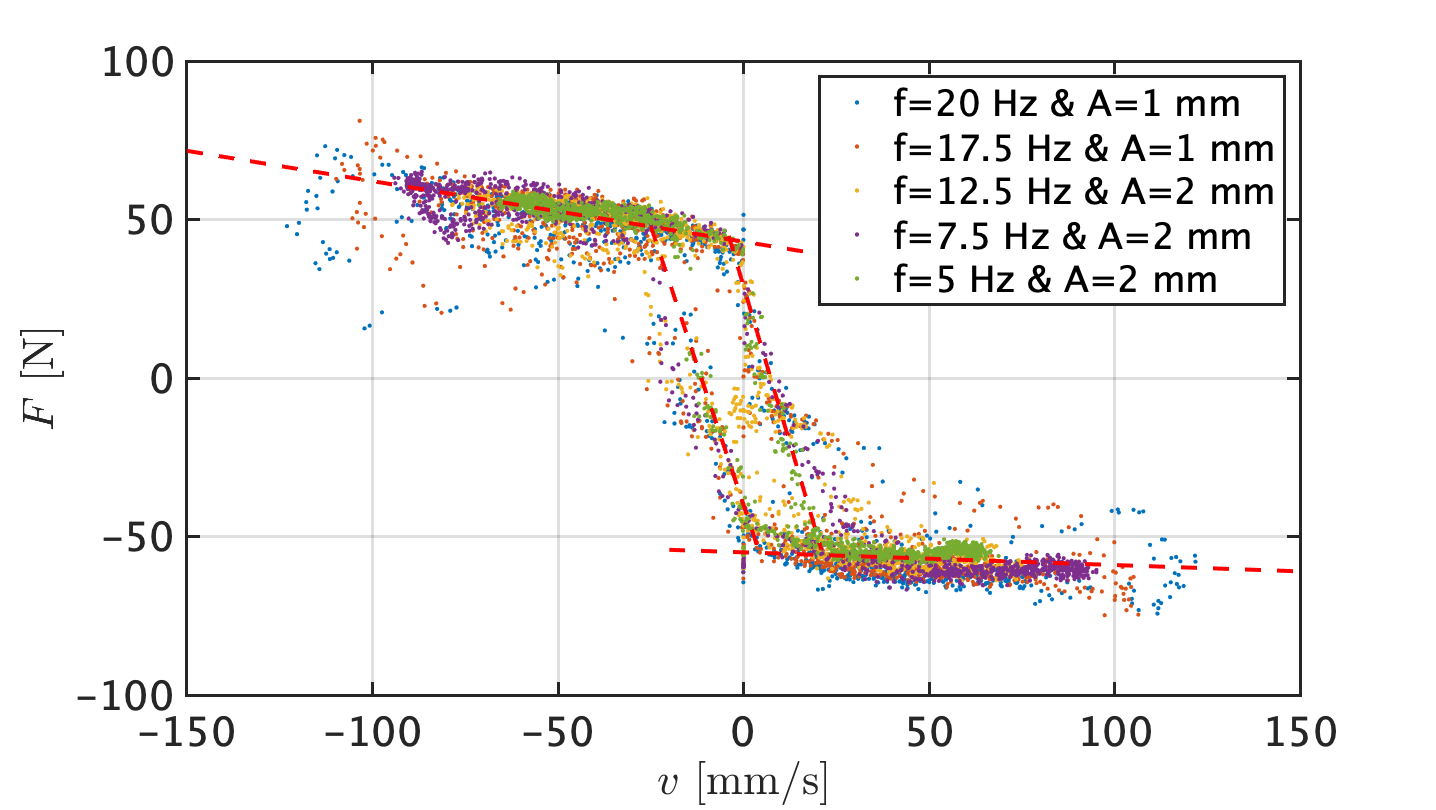 100
50
0
−50
−100
−150
−100
−50
0
50
100
150
F [N]
v [mm/s]
f=20 Hz & A=1 mm
f=17.5 Hz & A=1 mm
f=12.5 Hz & A=2 mm
f=7.5 Hz & A=2 mm
f=5 Hz & A=2 mm